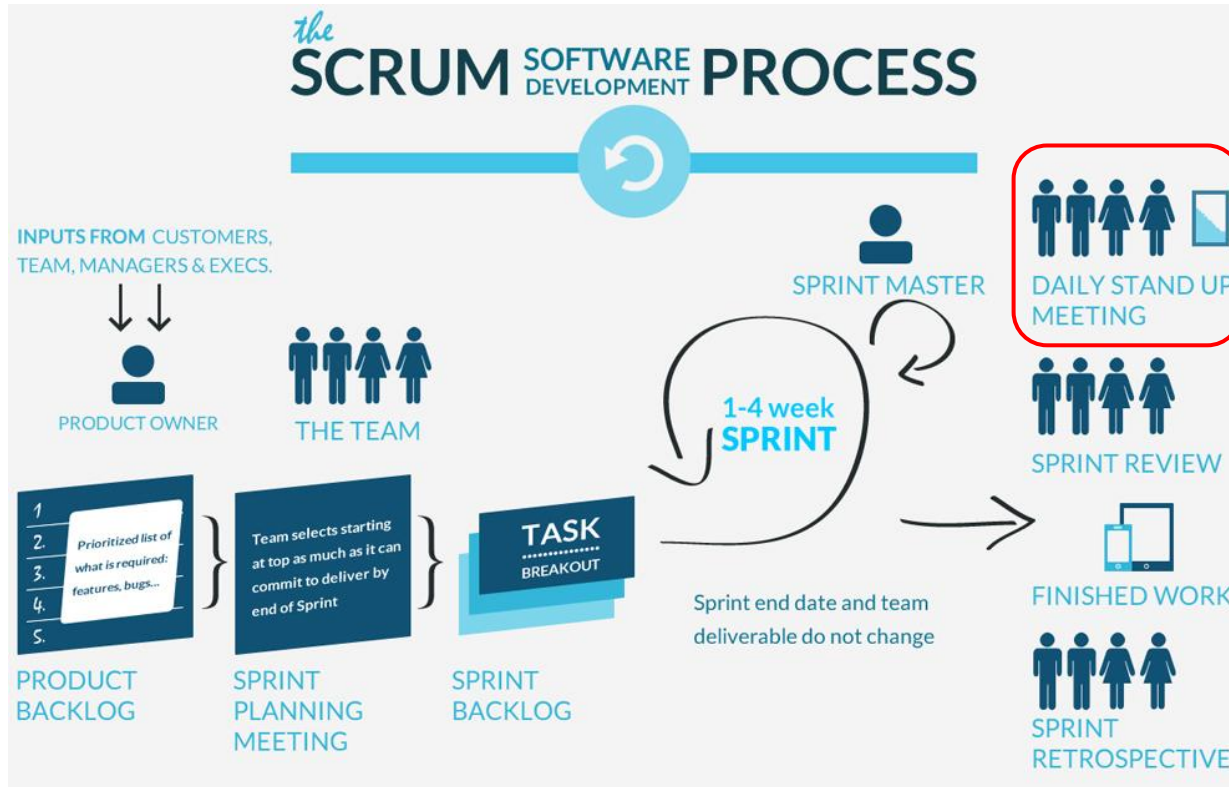 the
SCRUM SOFTWARE DEVELOPMENT PROCESS
INPUTS FROM CUSTOMERS,
TEAM, MANAGERS & EXECS.
PRODUCT OWNER
THE TEAM
SPRINT MASTER
DAILY STAND UP
MEETING
1-4 week
SPRINT
SPRINT REVIEW
1
2.
3.
4.
5.
Prioritized list of
what is required:
features, bugs...
Team selects starting
at top as much as it can
commit to deliver by
end of Sprint
TASK
BREAKOUT
Sprint end date and team
deliverable do not change
FINISHED WORK
PRODUCT
BACKLOG
SPRINT
PLANNING
MEETING
SPRINT
BACKLOG
SPRINT
RETROSPECTIVE